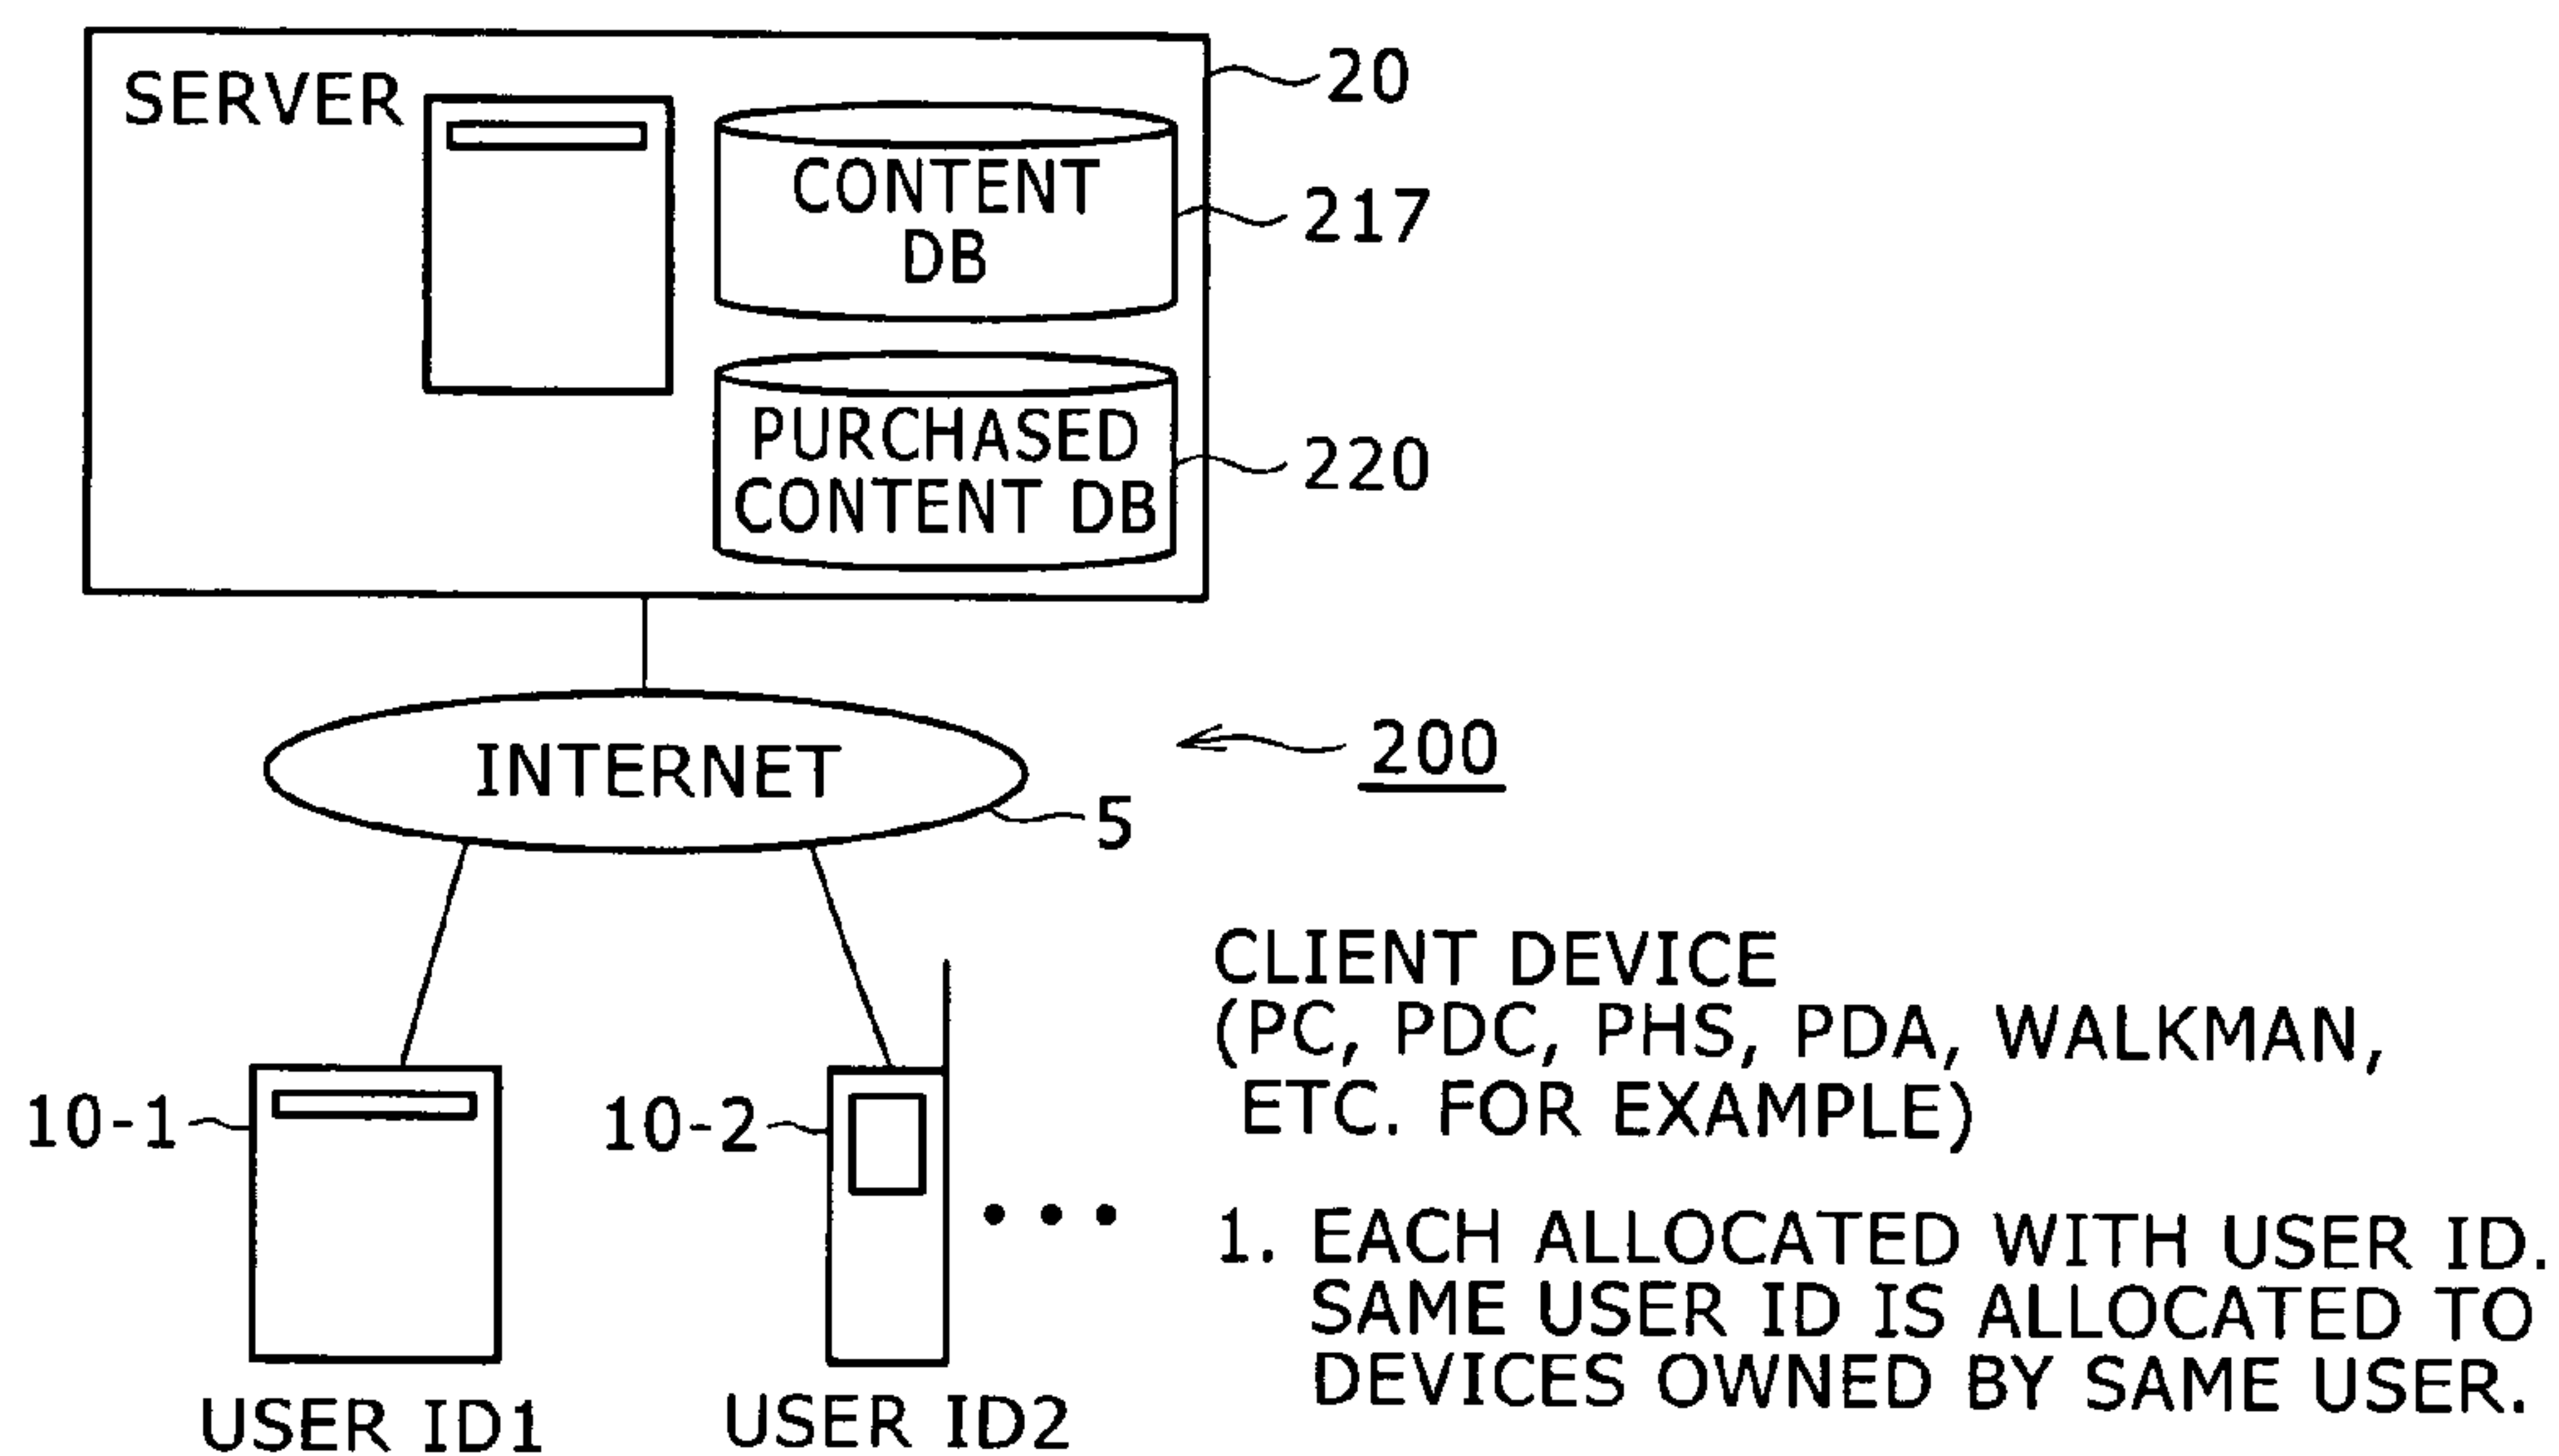 SERVER
20
CONTENT
DB
217
PURCHASED
CONTENT DB
220
INTERNET
200
5
CLIENT DEVICE
(PC, PDC, PHS, PDA, WALKMAN,
ETC. FOR EXAMPLE)
10-1
10-2
1. EACH ALLOCATED WITH USER ID.
SAME USER ID IS ALLOCATED TO
DEVICES OWNED BY SAME USER.
USER ID1
USER ID2